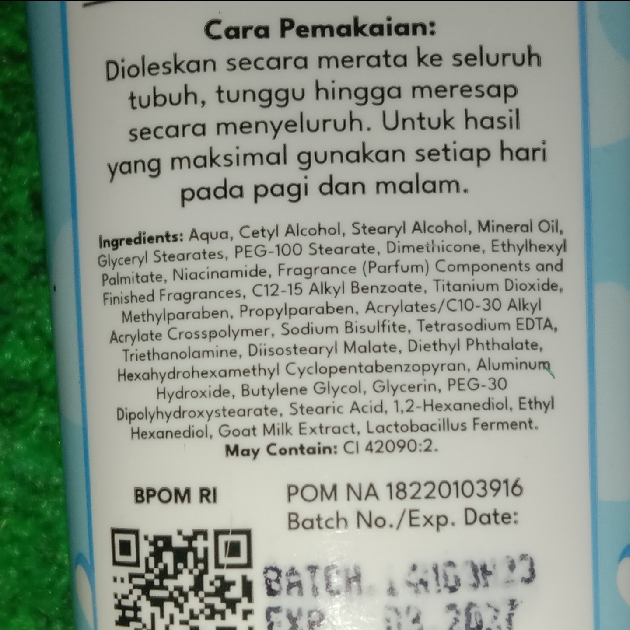 Cara Pemakaian:
Dioleskan secara merata ke seluruh
tubuh, tunggu hingga meresap
secara menyeluruh. Untuk hasil
yang maksimal gunakan setiap hari
pada pagi dan malam.
Ingredients: Aqua, Cetyl Alcohol, Stearyl Alcohol, Mineral Oil,
Glyceryl Stearates, PEG-100 Stearate, Dimethicone, Ethylhexyl
Palmitate, Niacinamide, Fragrance (Parfum) Components and
Finished Fragrances, C12-15 Alkyl Benzoate, Titanium Dioxide,
Methylparaben, Propylparaben, Acrylates/C10-30 Alkyl
Acrylate Crosspolymer, Sodium Bisulfite, Tetrasodium EDTA,
Triethanolamine, Diisostearyl Malate, Diethyl Phthalate,
Hexahydrohexamethyl Cyclopentabenzopyran, Aluminum
Hydroxide, Butylene Glycol, Glycerin, PEG-30
Dipolyhydroxystearate, Stearic Acid, 1,2-Hexanediol, Ethyl
Hexanediol, Goat Milk Extract, Lactobacillus Ferment.
May Contain: CI 42090:2.
BPOM RI
POM NA 18220103916
Batch No./Exp. Date:
BATCH
EXP